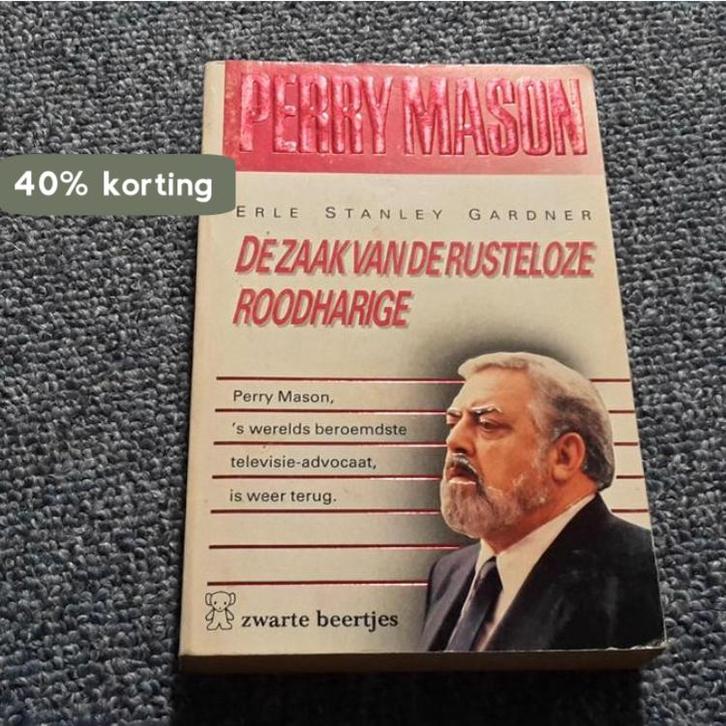 PERRY MASON
40% korting
ERLE STANLEY GARDNER
DE ZAAK VAN DE RUSTELOZE
ROODHARIGE
Perry Mason,
's werelds beroemdste
televisie-advocaat,
is weer terug.
zwarte beertjes